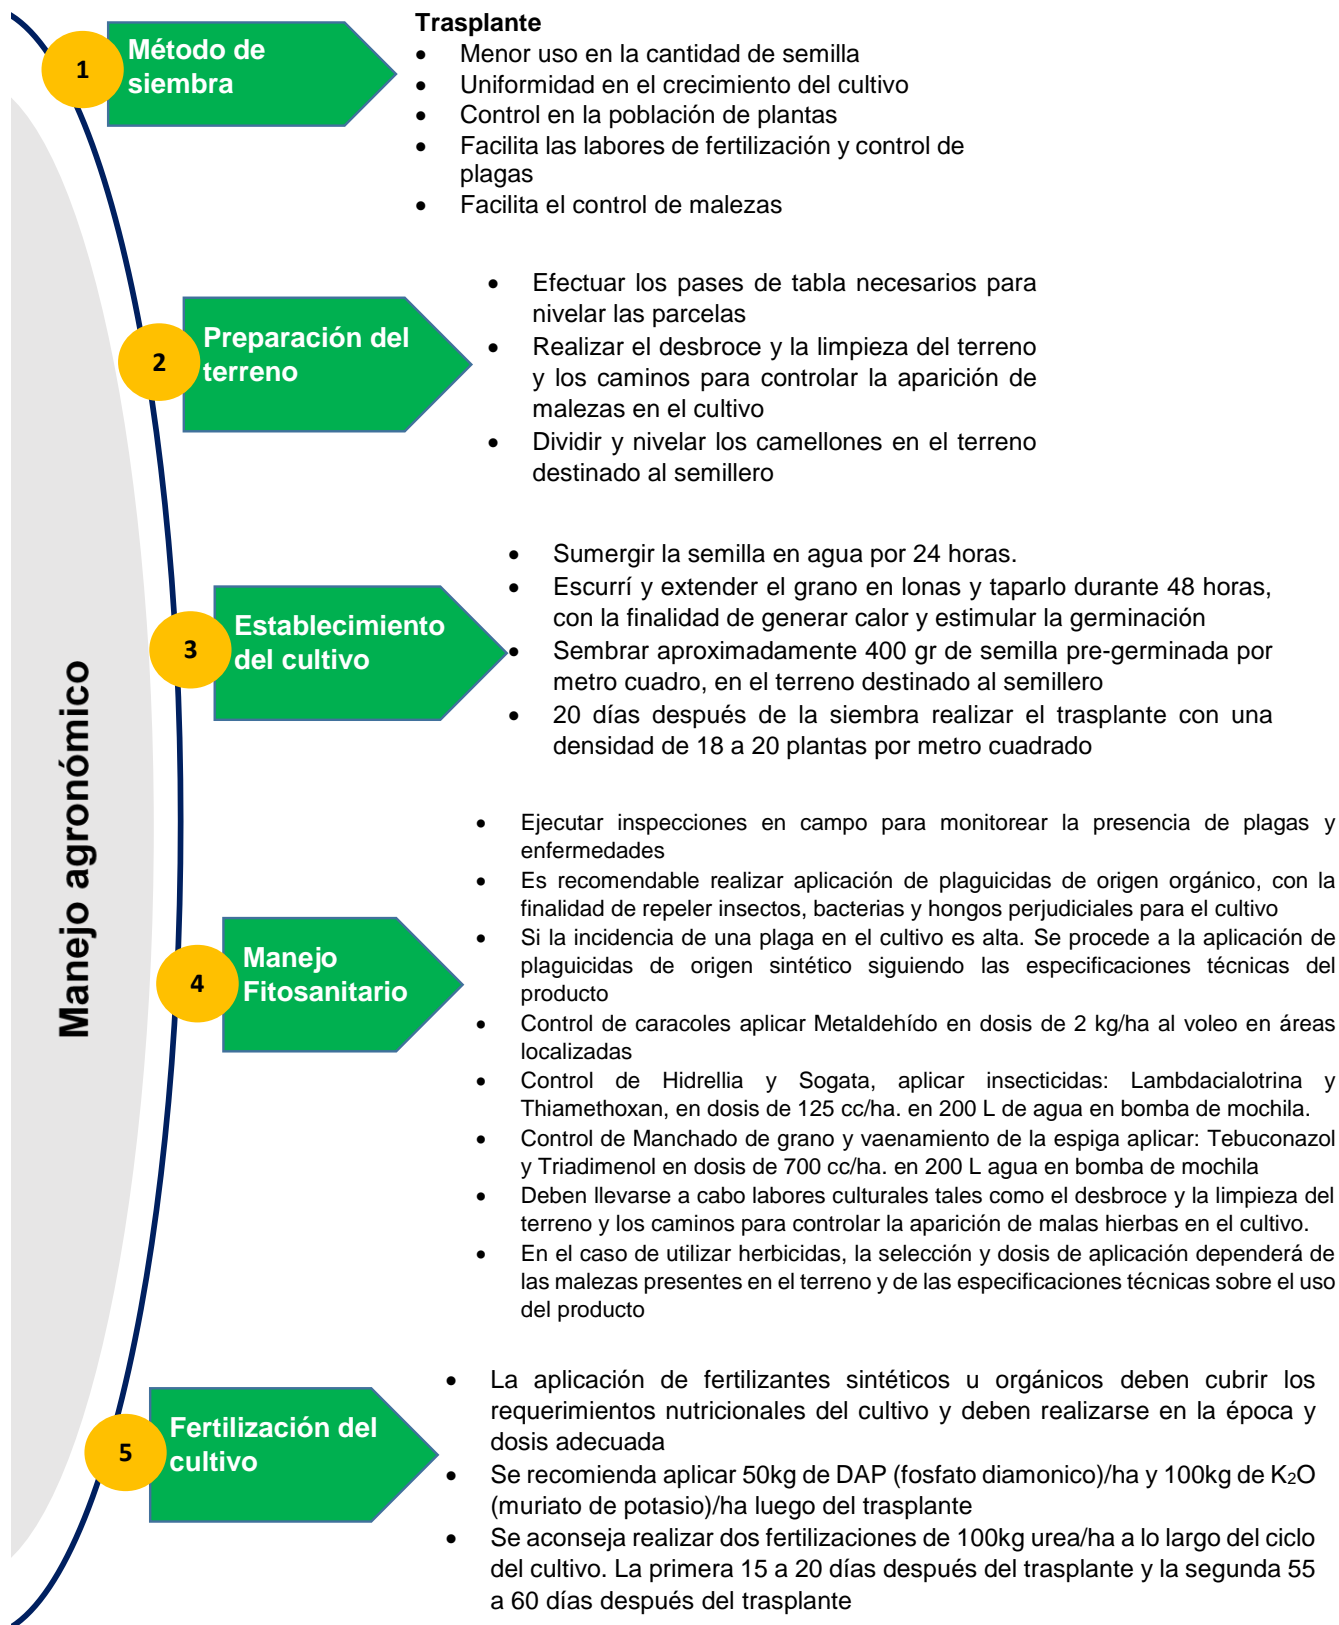 Manejo agronómico
1
Método de
siembra
Trasplante
• Menor uso en la cantidad de semilla
• Uniformidad en el crecimiento del cultivo
• Control en la población de plantas
• Facilita las labores de fertilización y control de
plagas
• Facilita el control de malezas
2
Preparación del
terreno
• Efectuar los pases de tabla necesarios para
nivelar las parcelas
• Realizar el desbroce y la limpieza del terreno
y los caminos para controlar la aparición de
malezas en el cultivo
• Dividir y nivelar los camellones en el terreno
destinado al semillero
3
Establecimiento
del cultivo
• Sumergir la semilla en agua por 24 horas.
• Escurrí y extender el grano en lonas y taparlo durante 48 horas,
con la finalidad de generar calor y estimular la germinación
• Sembrar aproximadamente 400 gr de semilla pre-germinada por
metro cuadro, en el terreno destinado al semillero
• 20 días después de la siembra realizar el trasplante con una
densidad de 18 a 20 plantas por metro cuadrado
4
Manejo
Fitosanitario
• Ejecutar inspecciones en campo para monitorear la presencia de plagas y
enfermedades
• Es recomendable realizar aplicación de plaguicidas de origen orgánico, con la
finalidad de repeler insectos, bacterias y hongos perjudiciales para el cultivo
• Si la incidencia de una plaga en el cultivo es alta. Se procede a la aplicación de
plaguicidas de origen sintético siguiendo las especificaciones técnicas del
producto
• Control de caracoles aplicar Metaldehído en dosis de 2 kg/ha al voleo en áreas
localizadas
• Control de Hidrellia y Sogata, aplicar insecticidas: Lambdacialotrina y
Thiamethoxan, en dosis de 125 cc/ha. en 200 L de agua en bomba de mochila.
• Control de Manchado de grano y vaenamiento de la espiga aplicar: Tebuconazol
y Triadimenol en dosis de 700 cc/ha. en 200 L agua en bomba de mochila
• Deben llevarse a cabo labores culturales tales como el desbroce y la limpieza del
terreno y los caminos para controlar la aparición de malas hierbas en el cultivo.
• En el caso de utilizar herbicidas, la selección y dosis de aplicación dependerá de
las malezas presentes en el terreno y de las especificaciones técnicas sobre el uso
del producto
5
Fertilización del
cultivo
• La aplicación de fertilizantes sintéticos u orgánicos deben cubrir los
requerimientos nutricionales del cultivo y deben realizarse en la época y
dosis adecuada
• Se recomienda aplicar 50kg de DAP (fosfato diamonico)/ha y 100kg de K₂O
(muriato de potasio)/ha luego del trasplante
• Se aconseja realizar dos fertilizaciones de 100kg urea/ha a lo largo del ciclo
del cultivo. La primera 15 a 20 días después del trasplante y la segunda 55
a 60 días después del trasplante